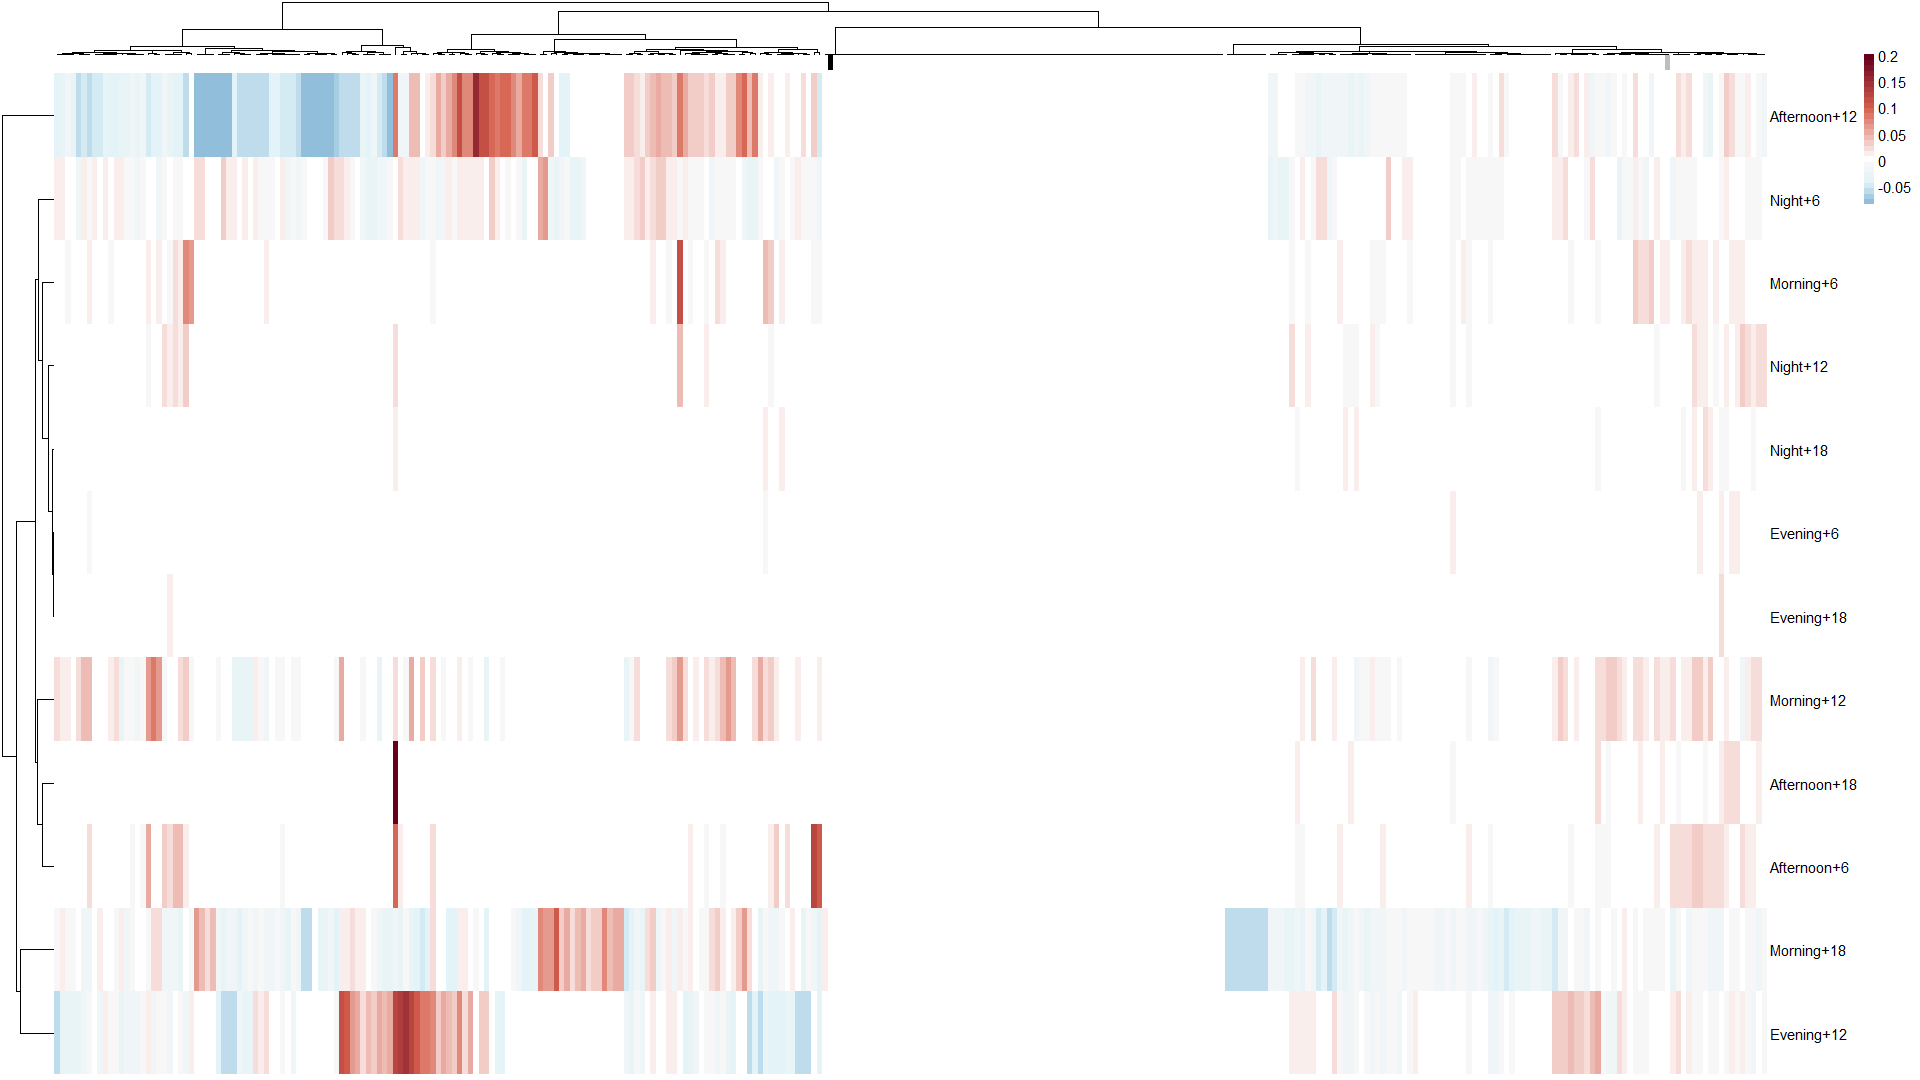 0.2
0.15
0.1
0.05
0
-0.05
Afternoon+12
Night+6
Morning+6
Night+12
Night+18
Evening+6
Evening+18
Morning+12
Afternoon+18
Afternoon+6
Morning+18
Evening+12